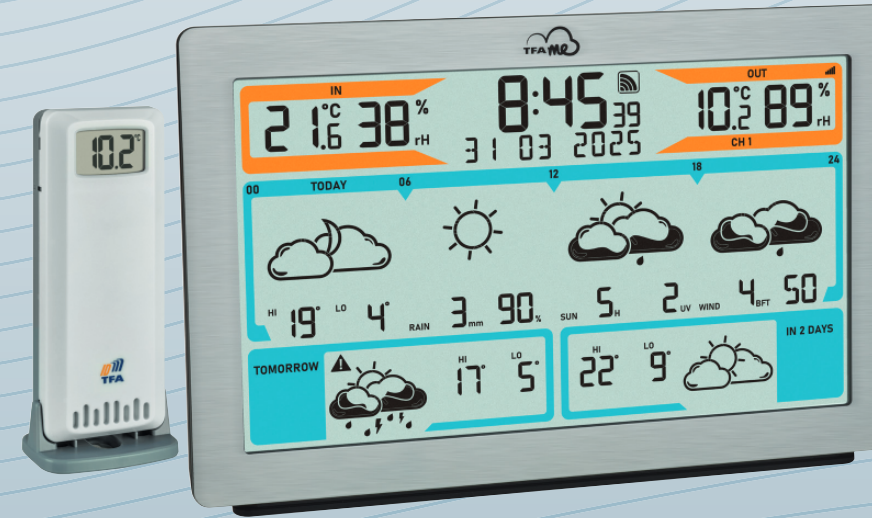 10.2°C
TFA
TFA me
IN
21.6 °C 38 % rH
8:45 39
31 03 2025
OUT
10.2 °C 89 % rH
CH 1
00 TODAY 06 12 18 24
HI 19° LO 4° RAIN 3 mm 90 % SUN 5 H 2 UV WIND 4 BFT 50
TOMORROW
HI 17° LO 5°
HI 22° LO 9°
IN 2 DAYS